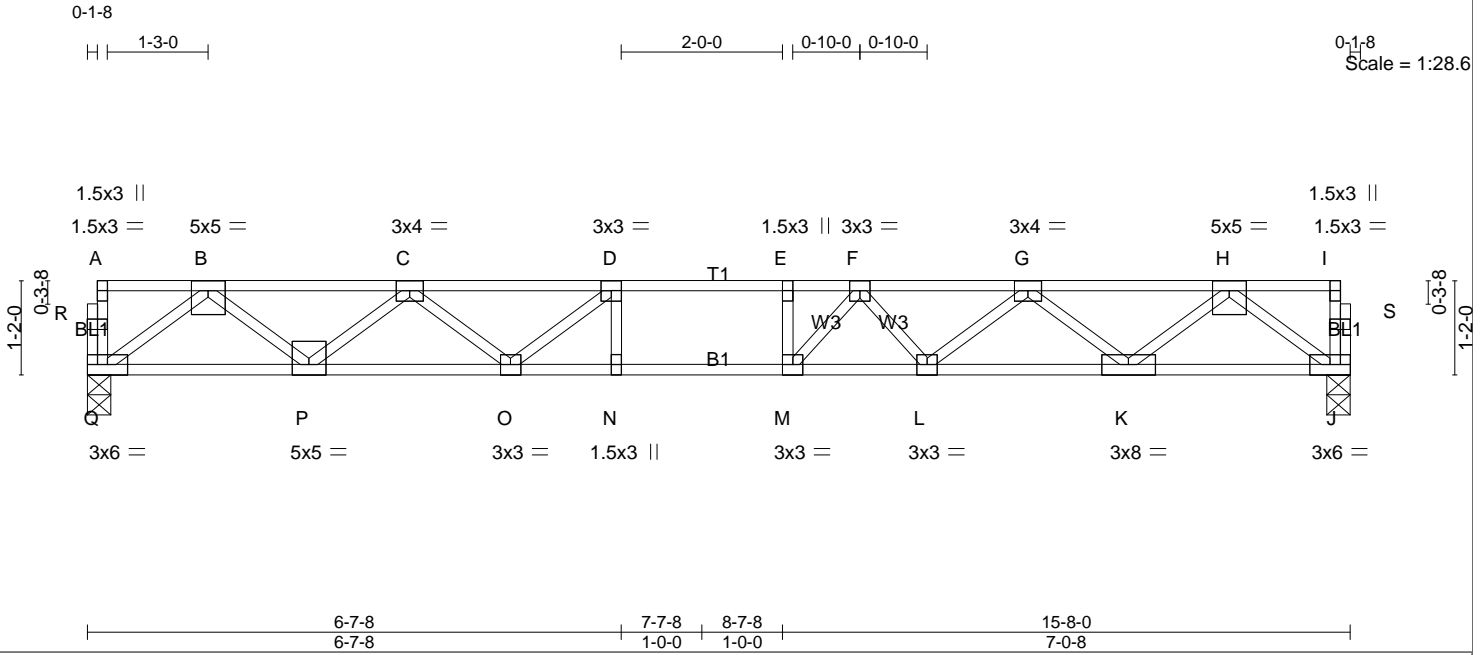 0-1-8
1-3-0 2-0-0 0-10-0 0-10-0 0-1-8
Scale = 1:28.6
1.5x3 || 1.5x3 ||
1.5x3 = 5x5 = 3x4 = 3x3 = 1.5x3 || 3x3 = 3x4 = 5x5 = 1.5x3 =
A B C D E F G H I
T1
0-3-8 0-3-8
1-2-0 1-2-0
R S
BL1 W3 W3 BL1
B1
Q P O N M L K J
3x6 = 5x5 = 3x3 = 1.5x3 || 3x3 = 3x3 = 3x8 = 3x6 =
6-7-8 7-7-8 8-7-8 15-8-0
6-7-8 1-0-0 1-0-0 7-0-8